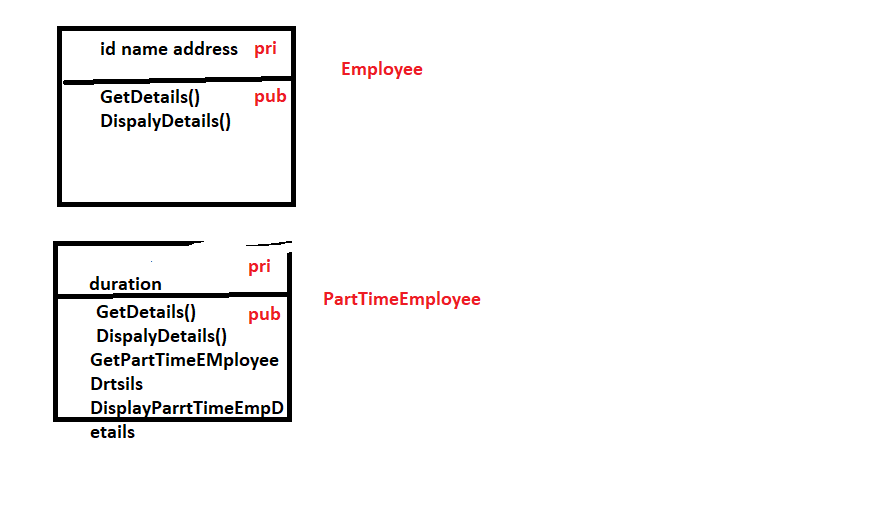 id name address pri
Employee
GetDetails() pub
DispalyDetails()
pri
duration
PartTimeEmployee
GetDetails() pub
DispalyDetails()
GetPartTimeEMployee
Drtsils
DisplayParrtTimeEmpD
etails